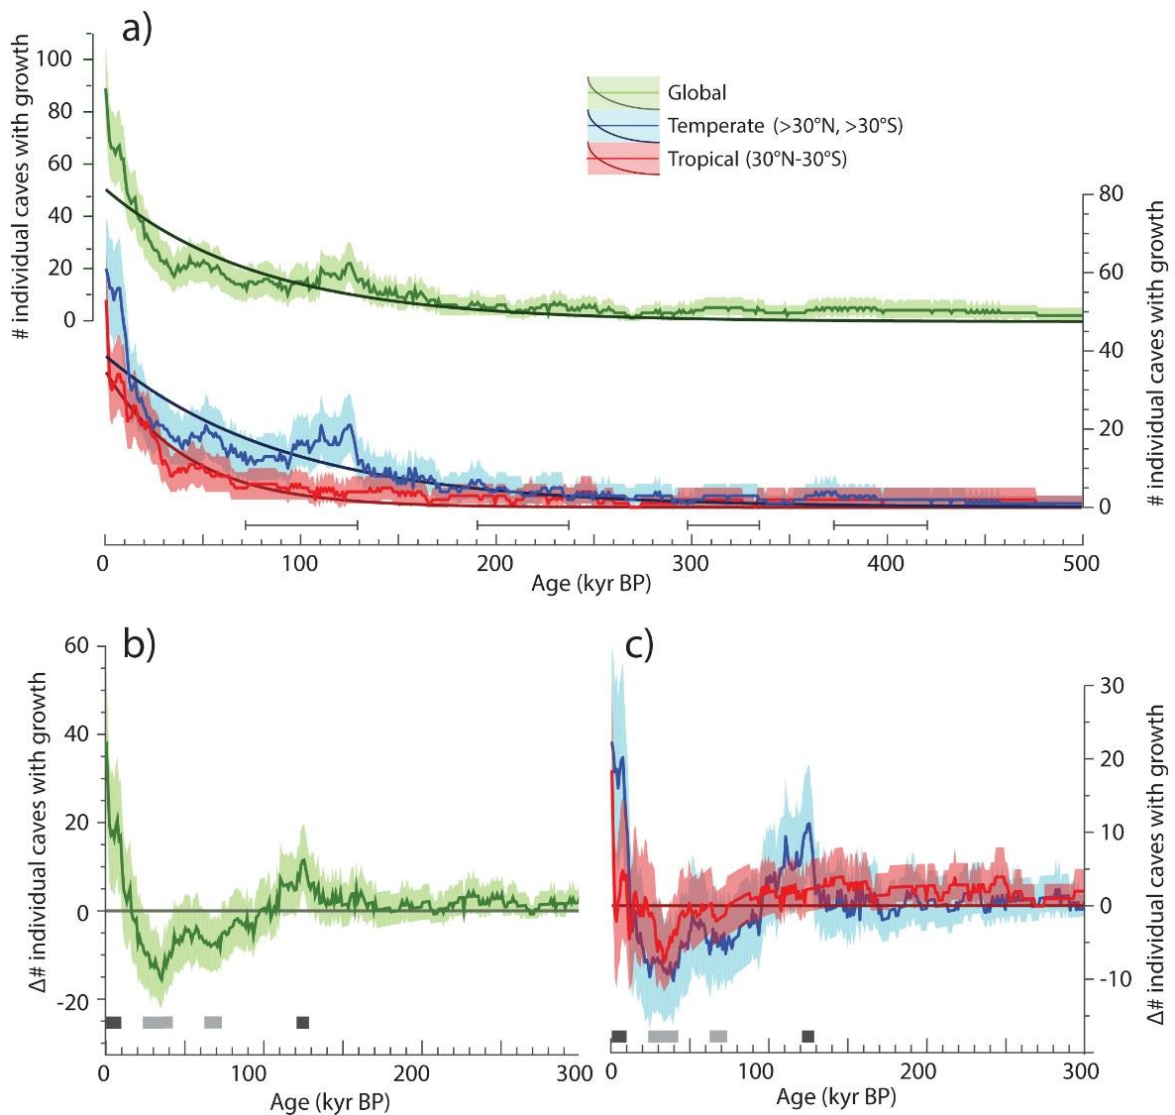 a)
# individual caves with growth
100
80
60
40
20
0
Global
Temperate (>30°N, >30°S)
Tropical (30°N-30°S)
80
60
40
20
0
# individual caves with growth
0 100 200 300 400 500
Age (kyr BP)
b)
Δ# individual caves with growth
60
40
20
0
-20
0 100 200 300
Age (kyr BP)
c)
30
20
10
0
-10
Δ# individual caves with growth
0 100 200 300
Age (kyr BP)